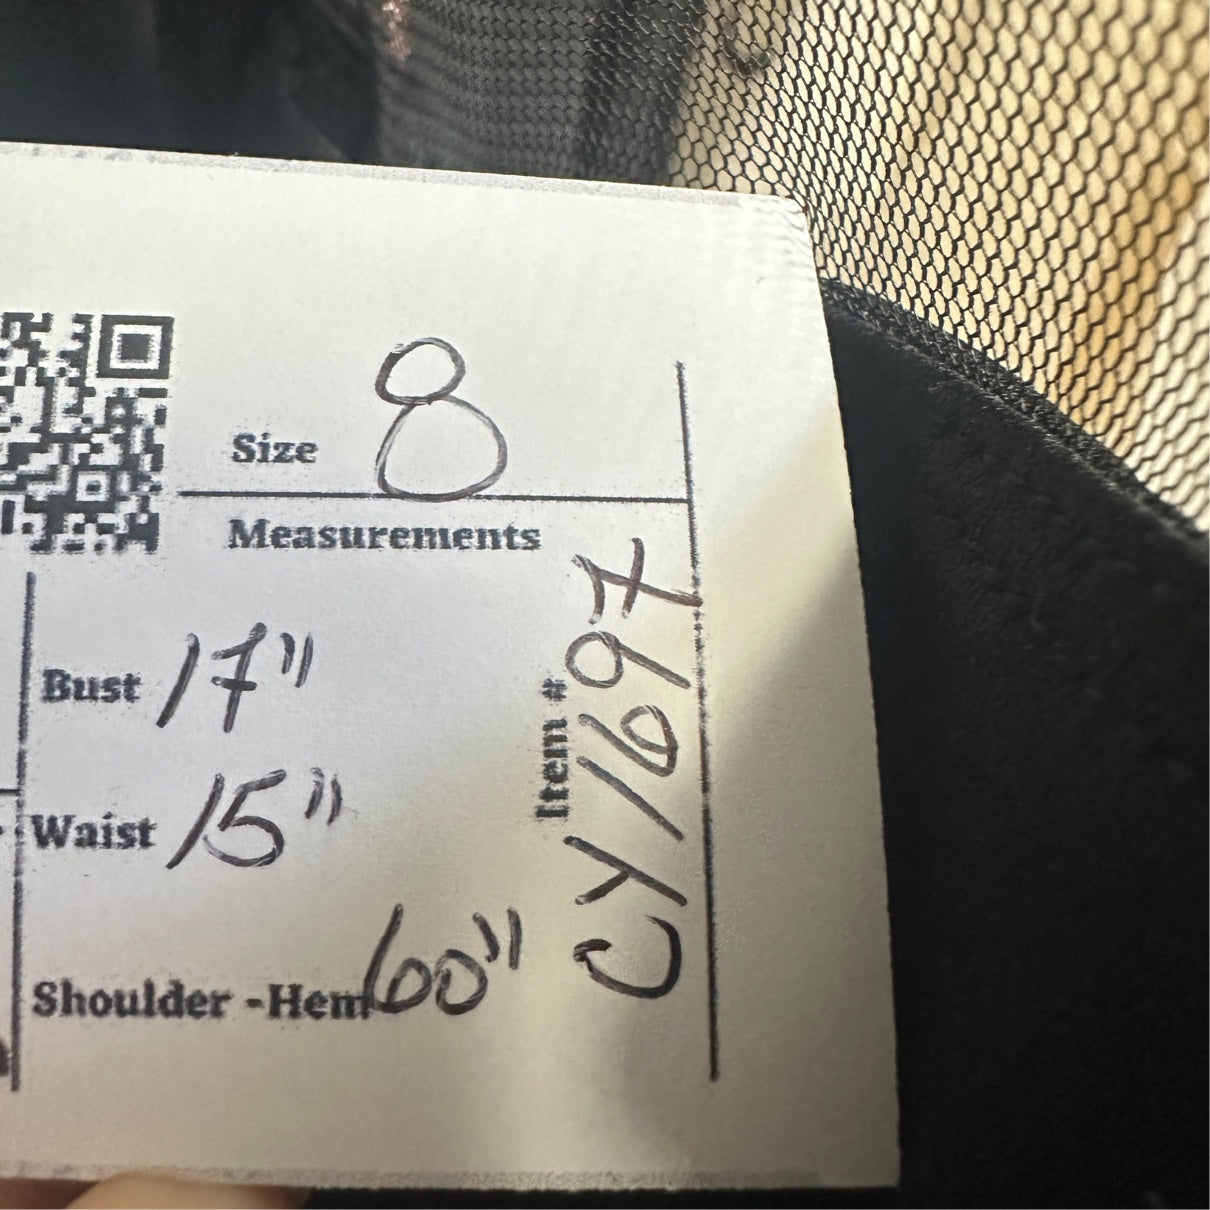 Size 8
Measurements
Bust 17"
Waist 15"
Shoulder -Hem 60"
Item # CY1697